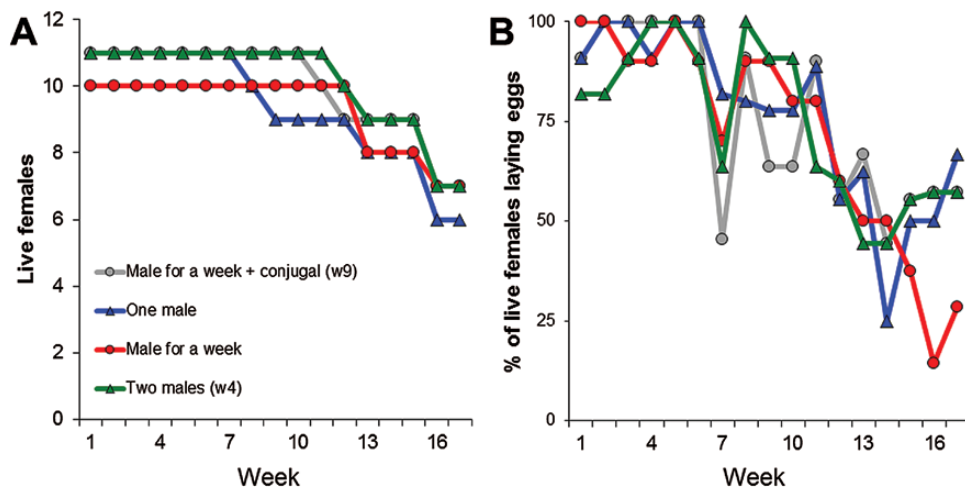 A
12
10
8
6
4
2
0
Live females
Male for a week + conjugal (w9)
One male
Male for a week
Two males (w4)
1 4 7 10 13 16
Week
B
100
75
50
25
0
% of live females laying eggs
1 4 7 10 13 16
Week